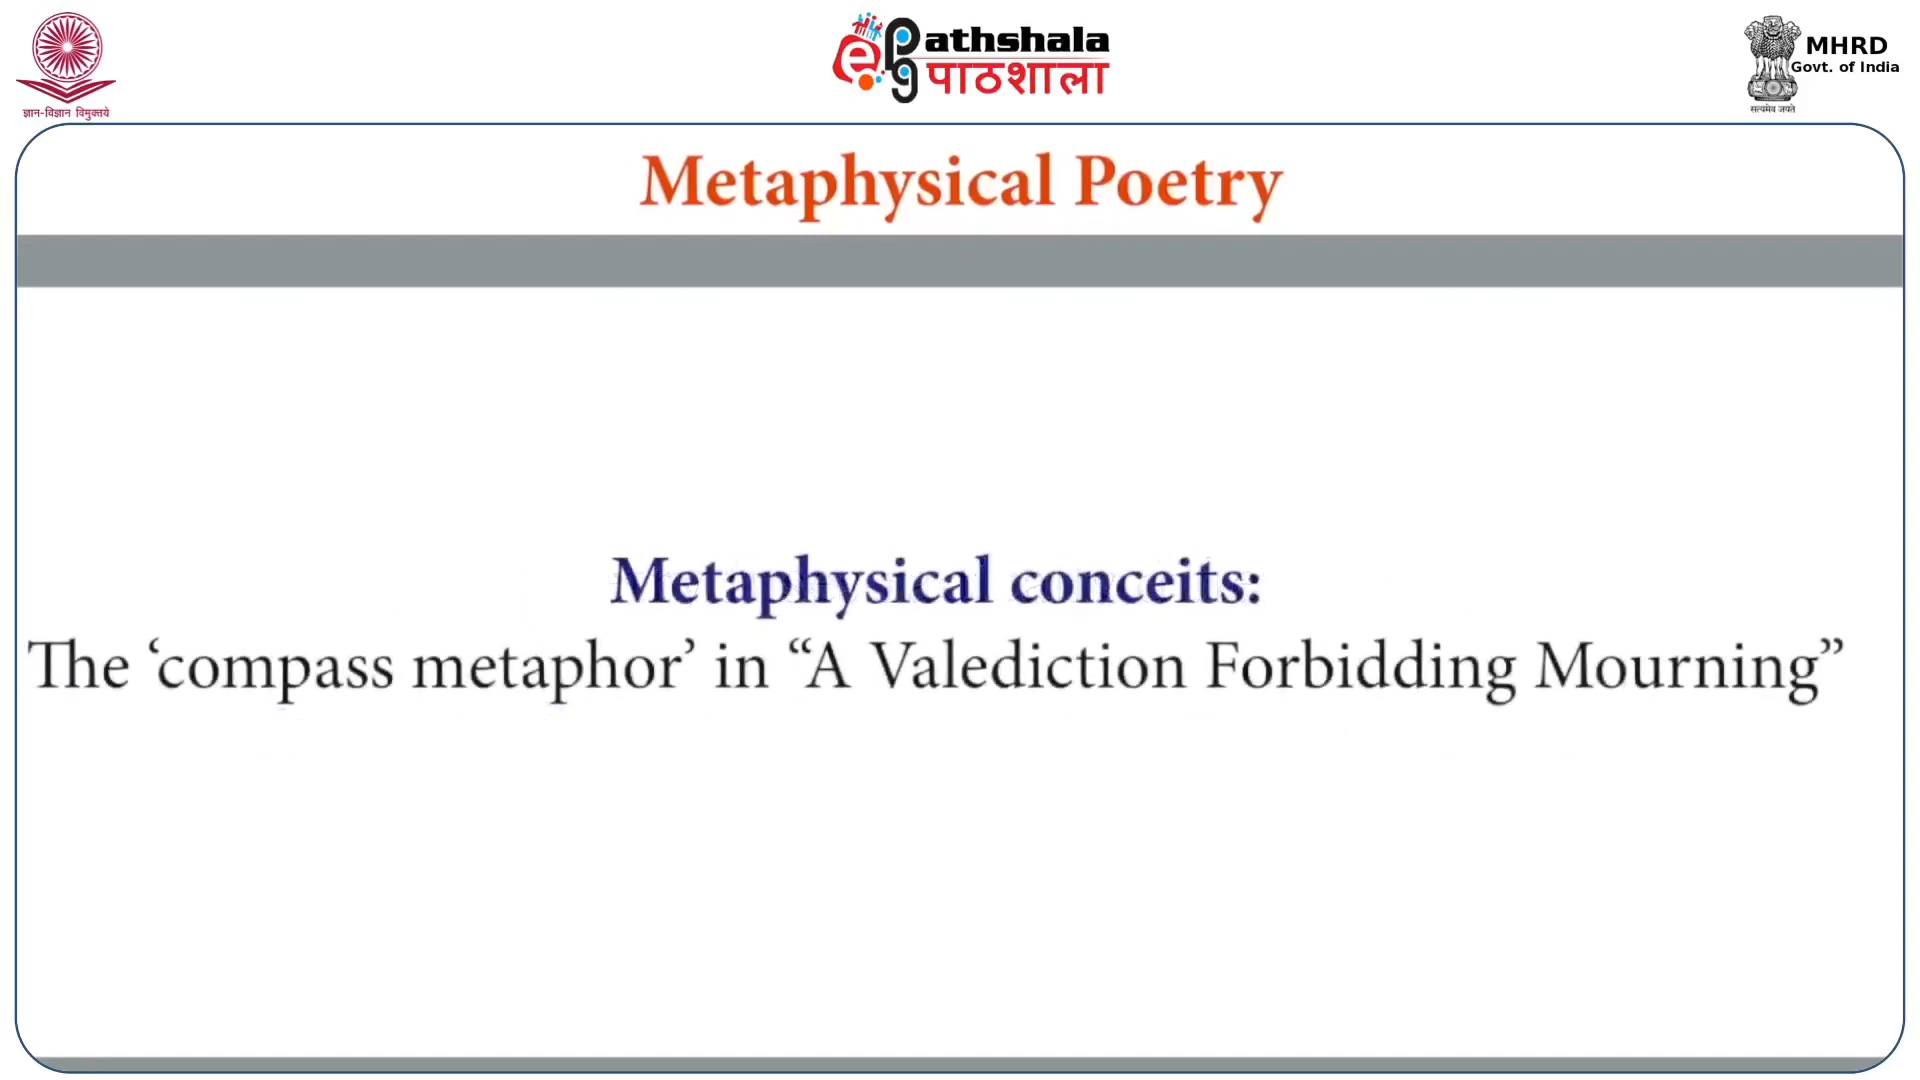 ज्ञान-विज्ञान विमुक्तये
ePathshala
पाठशाला
MHRD
Govt. of India
सत्यमेव जयते
Metaphysical Poetry
Metaphysical conceits:
The ‘compass metaphor’ in “A Valediction Forbidding Mourning”